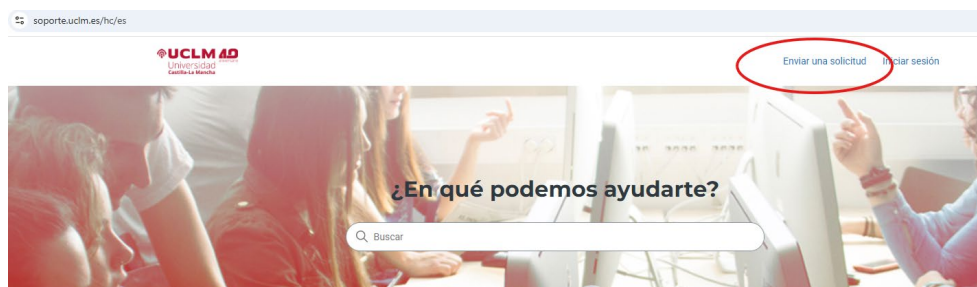 soporte.uclm.es/hc/es
UCLM
Universidad
Castilla-La Mancha
Enviar una solicitud
Iniciar sesión
¿En qué podemos ayudarte?
Buscar